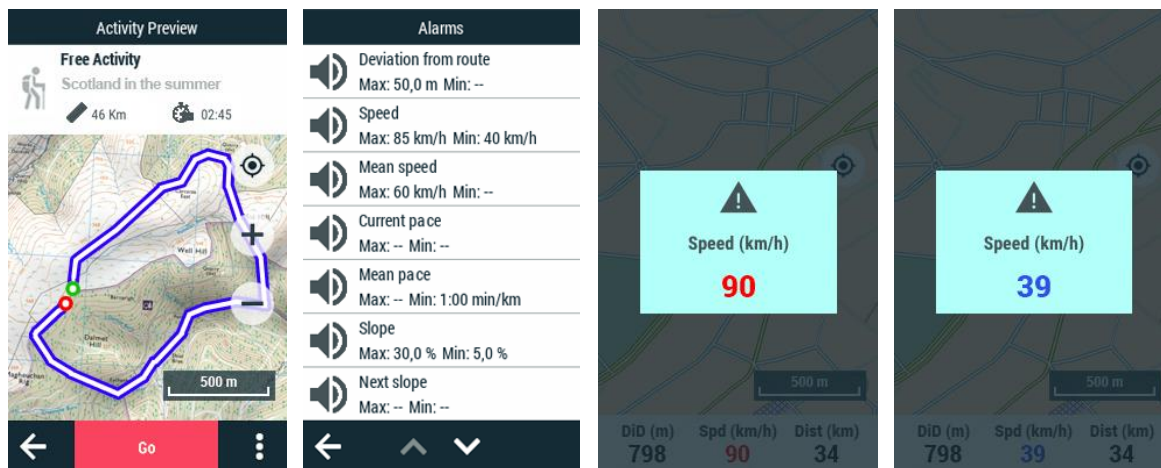 Activity Preview
Free Activity
Scotland in the summer
46 Km
02:45
Well Hill
Dalmet
Hill
500 m
Go
Alarms
Deviation from route
Max: 50,0 m Min: --
Speed
Max: 85 km/h Min: 40 km/h
Mean speed
Max: 60 km/h Min: --
Current pace
Max: -- Min: --
Mean pace
Max: -- Min: 1:00 min/km
Slope
Max: 30,0 % Min: 5,0 %
Next slope
Max: -- Min: --
Speed (km/h)
90
500 m
DiD (m) Spd (km/h) Dist (km)
798 90 34
Speed (km/h)
39
500 m
DiD (m) Spd (km/h) Dist (km)
798 39 34